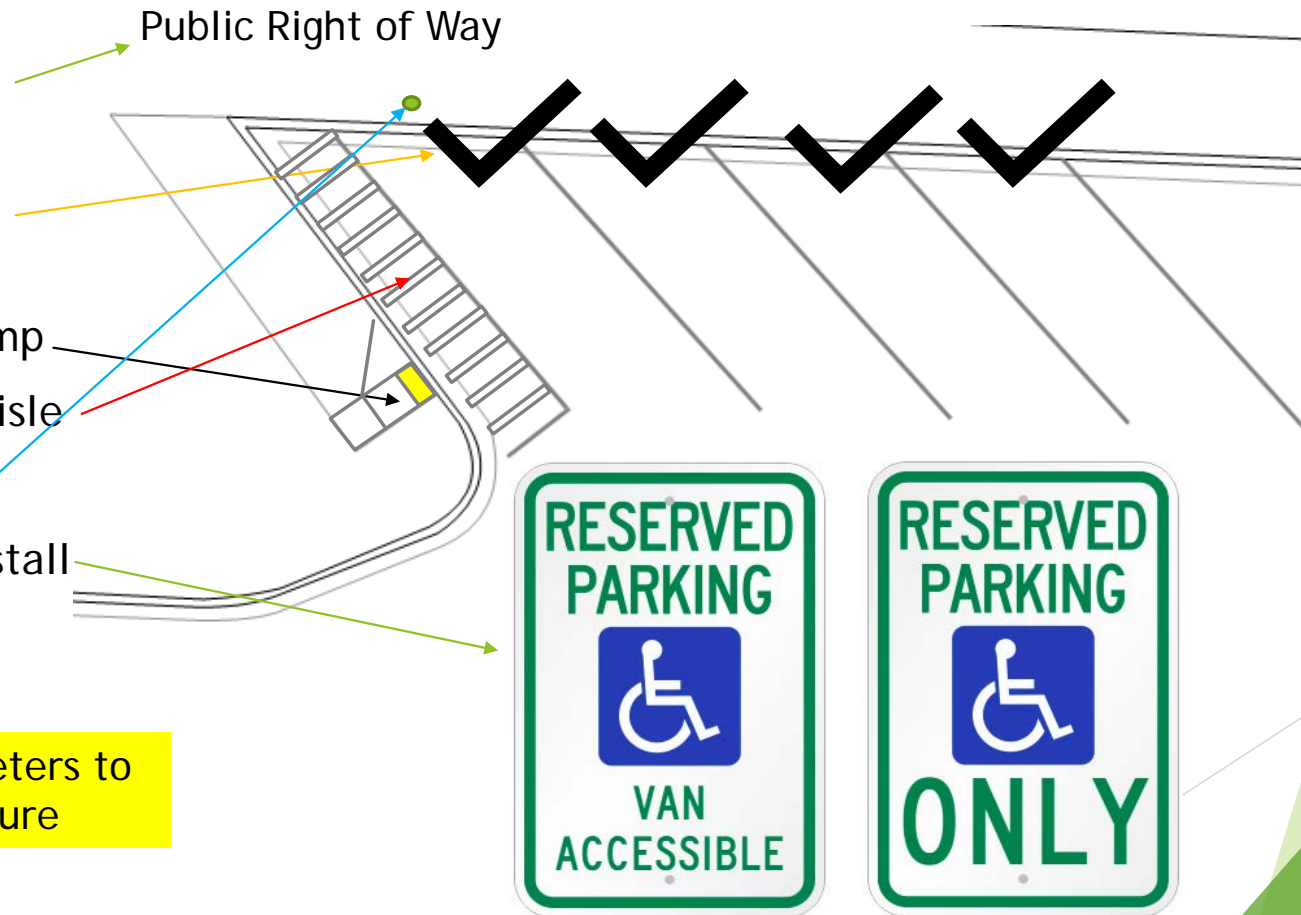 Public Right of Way
mp
isle
stall
eters to
ure
RESERVED
PARKING
VAN
ACCESSIBLE
RESERVED
PARKING
ONLY